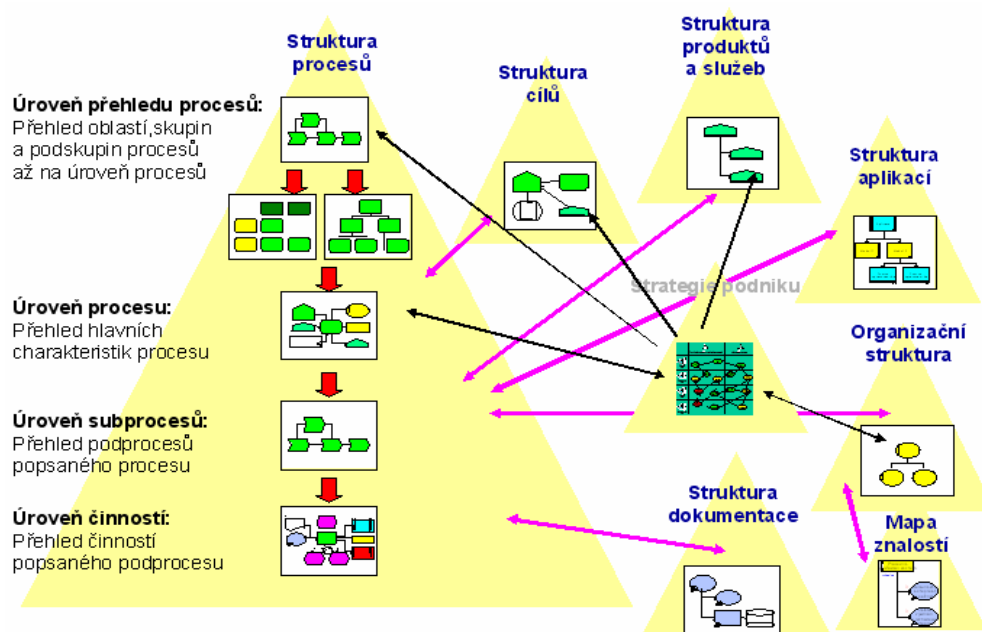 Struktura
procesů
Struktura
cílů
Struktura
produktů
a služeb
Struktura
aplikací
Úroveň přehledu procesů:
Přehled oblastí,skupin
a podskupin procesů
až na úroveň procesů
Strategie podniku
Úroveň procesu:
Přehled hlavních
charakteristik procesu
Organizační
struktura
Úroveň subprocesů:
Přehled podprocesů
popsaného procesu
Struktura
dokumentace
Mapa
znalostí
Úroveň činností:
Přehled činností
popsaného podprocesu